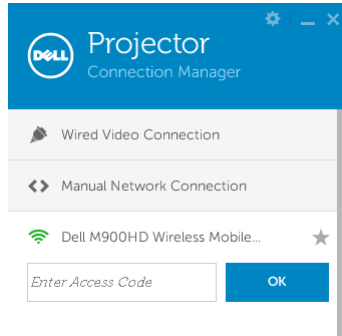 DELL
Projector
Connection Manager
Wired Video Connection
Manual Network Connection
Dell M900HD Wireless Mobile...
Enter Access Code
OK